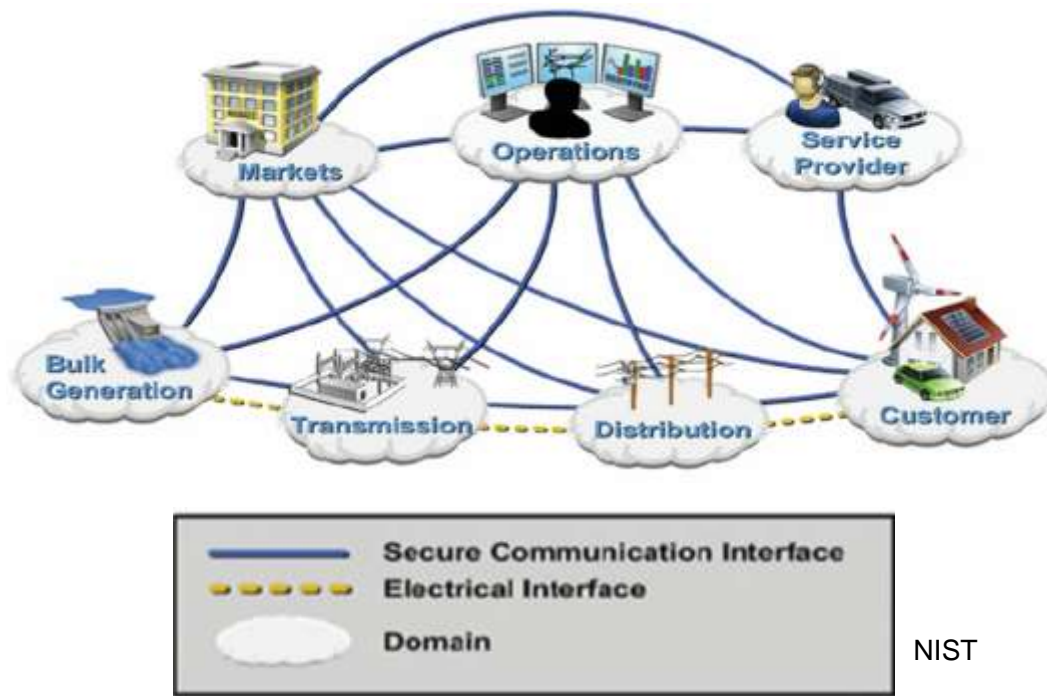 Markets
Operations
Service
Provider
Bulk
Generation
Transmission
Distribution
Customer
Secure Communication Interface
Electrical Interface
Domain
NIST